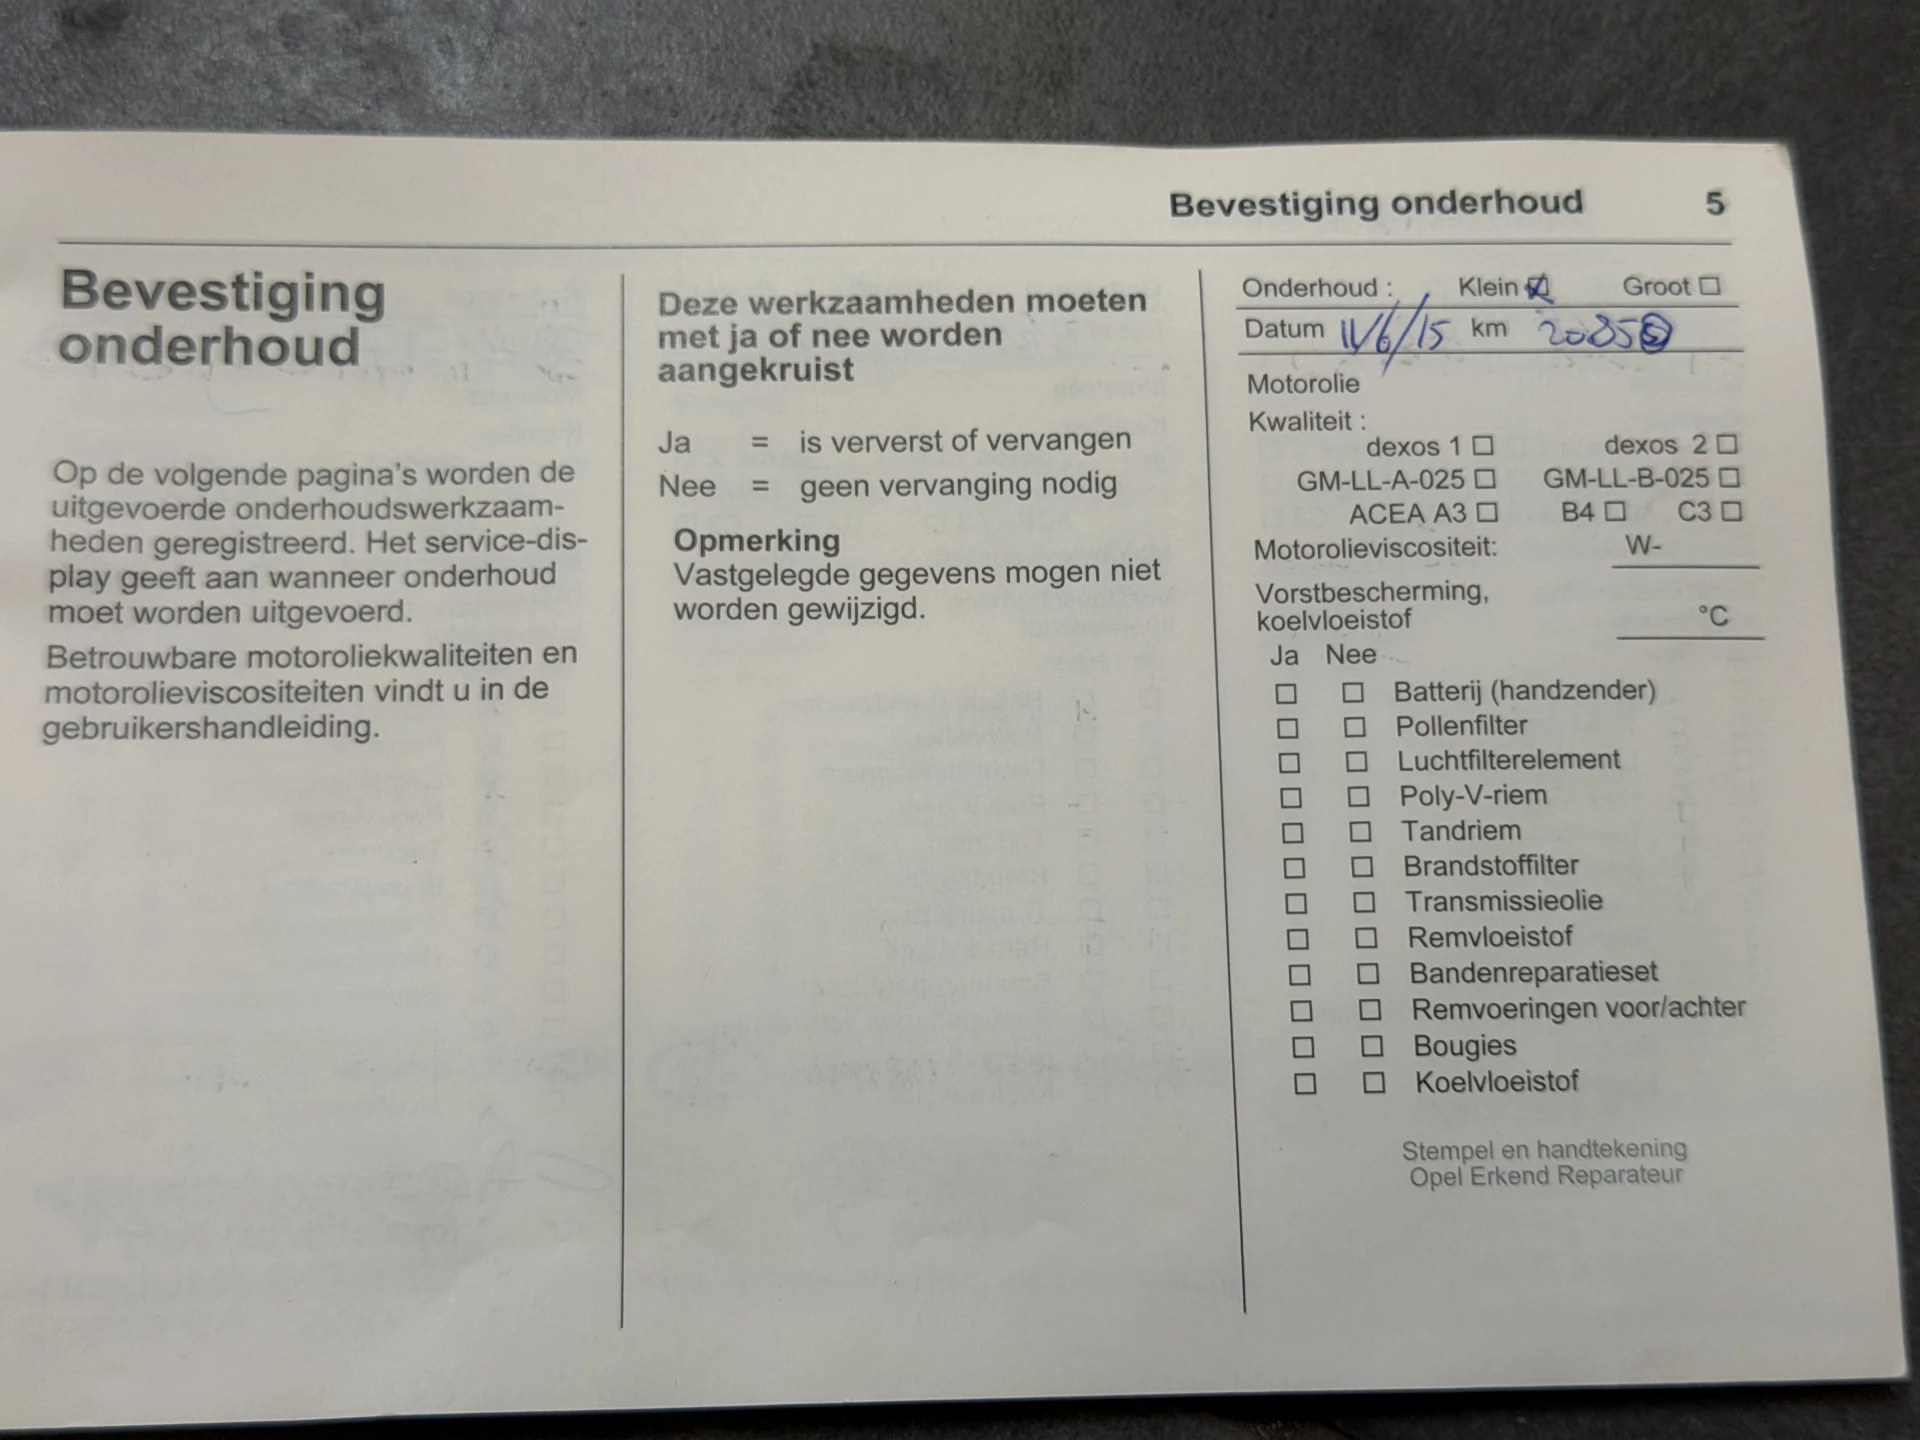 Bevestiging onderhoud 5
Bevestiging
onderhoud
Op de volgende pagina's worden de
uitgevoerde onderhoudswerkzaam-
heden geregistreerd. Het service-dis-
play geeft aan wanneer onderhoud
moet worden uitgevoerd.
Betrouwbare motoroliekwaliteiten en
motorolieviscositeiten vindt u in de
gebruikershandleiding.
Deze werkzaamheden moeten
met ja of nee worden
aangekruist
Ja = is ververst of vervangen
Nee = geen vervanging nodig
Opmerking
Vastgelegde gegevens mogen niet
worden gewijzigd.
Onderhoud : Klein ☒ Groot ☐
Datum 11/6/15 km
Motorolie
Kwaliteit :
dexos 1 ☐ dexos 2 ☐
GM-LL-A-025 ☐ GM-LL-B-025 ☐
ACEA A3 ☐ B4 ☐ C3 ☐
Motorolieviscositeit: W-
Vorstbescherming,
koelvloeistof °C
Ja Nee
☐ ☐ Batterij (handzender)
☐ ☐ Pollenfilter
☐ ☐ Luchtfilterelement
☐ ☐ Poly-V-riem
☐ ☐ Tandriem
☐ ☐ Brandstoffilter
☐ ☐ Transmissieolie
☐ ☐ Remvloeistof
☐ ☐ Bandenreparatieset
☐ ☐ Remvoeringen voor/achter
☐ ☐ Bougies
☐ ☐ Koelvloeistof
Stempel en handtekening
Opel Erkend Reparateur